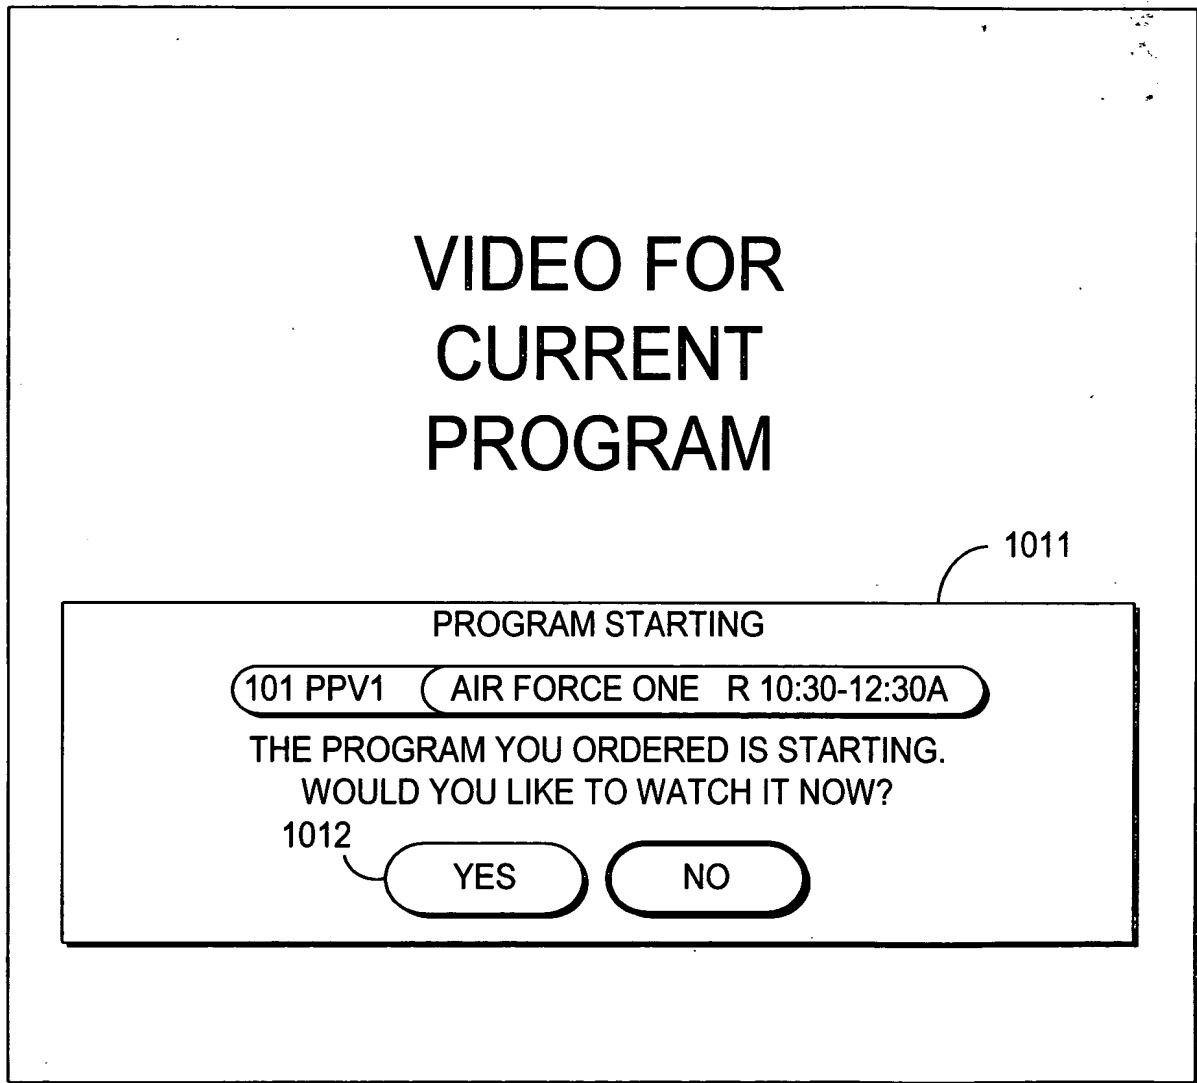 VIDEO FOR
CURRENT
PROGRAM
1011
PROGRAM STARTING
101 PPV1 AIR FORCE ONE R 10:30-12:30A
THE PROGRAM YOU ORDERED IS STARTING.
WOULD YOU LIKE TO WATCH IT NOW?
1012
YES NO